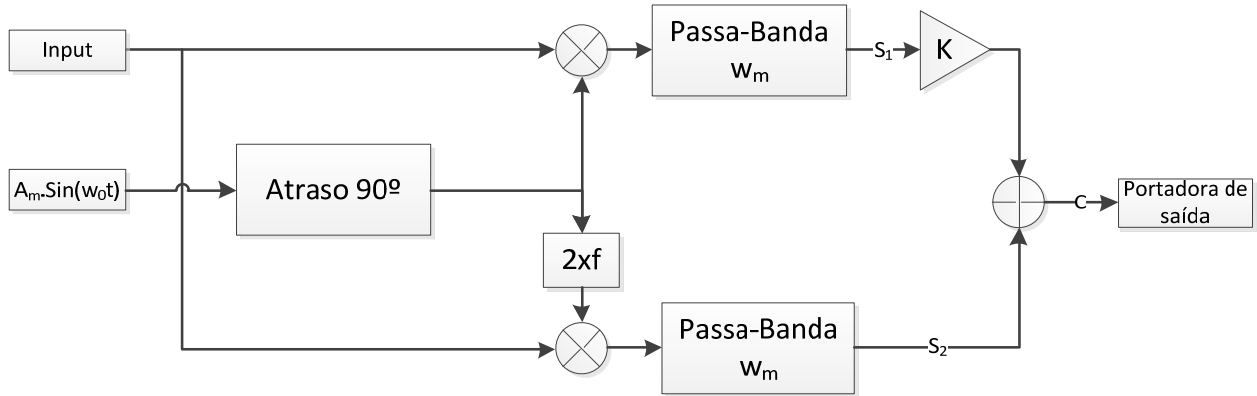 Input
Passa-Banda
wm
S1
K
Am.Sin(w0t)
Atraso 90º
C
Portadora de
saída
2xf
Passa-Banda
wm
S2